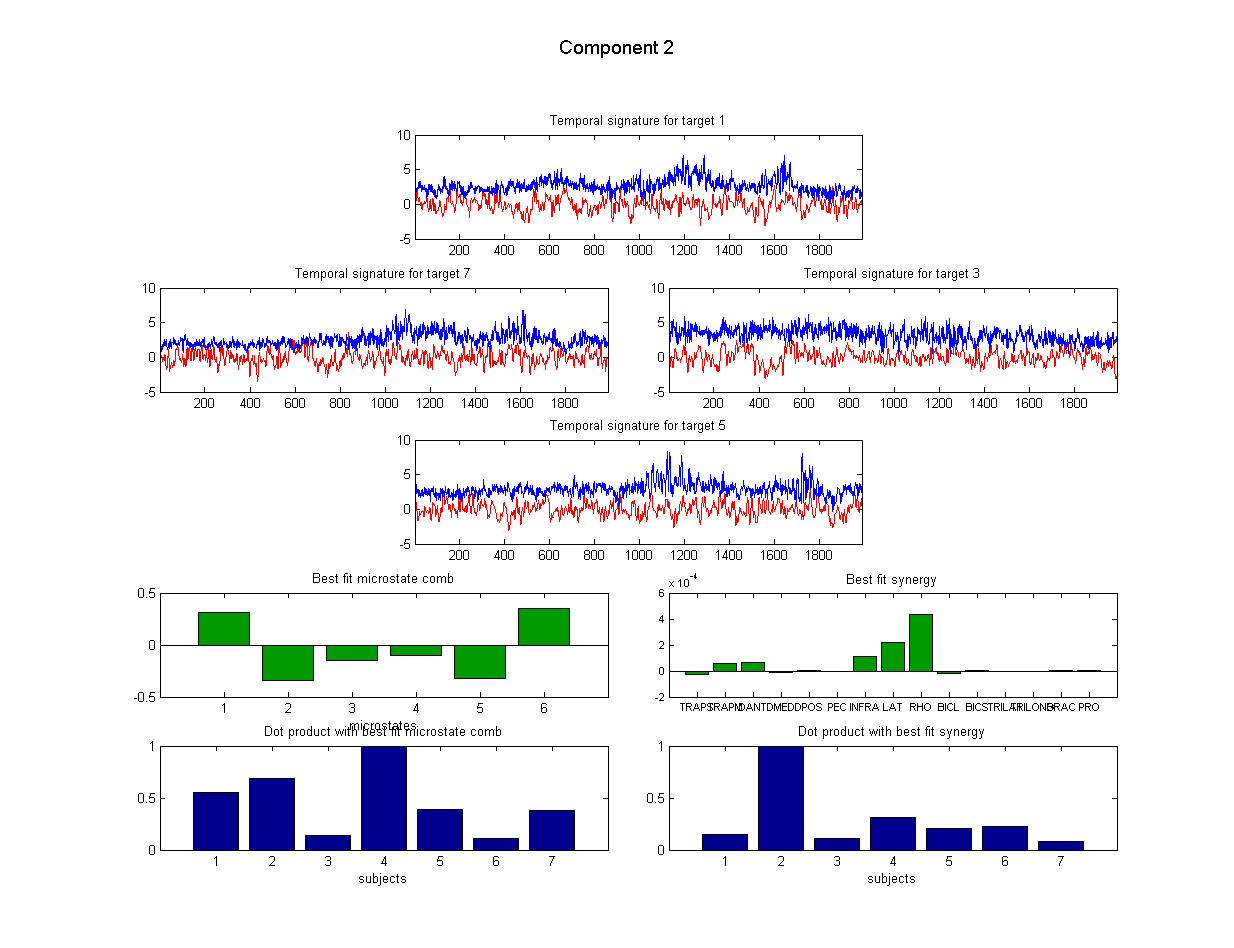 Component 2
Temporal signature for target 1
10
5
0
-5
200 400 600 800 1000 1200 1400 1600 1800
Temporal signature for target 7
10
5
0
-5
200 400 600 800 1000 1200 1400 1600 1800
Temporal signature for target 3
10
5
0
-5
200 400 600 800 1000 1200 1400 1600 1800
Temporal signature for target 5
10
5
0
-5
200 400 600 800 1000 1200 1400 1600 1800
Best fit microstate comb
0.5
0
-0.5
1 2 3 4 5 6
microstates
Best fit synergy
x 10^-4
6
4
2
0
-2
PEC INFRA LAT RHO BICL PRO
Dot product with best fit microstate comb
1
0.5
0
1 2 3 4 5 6 7
subjects
Dot product with best fit synergy
1
0.5
0
1 2 3 4 5 6 7
subjects